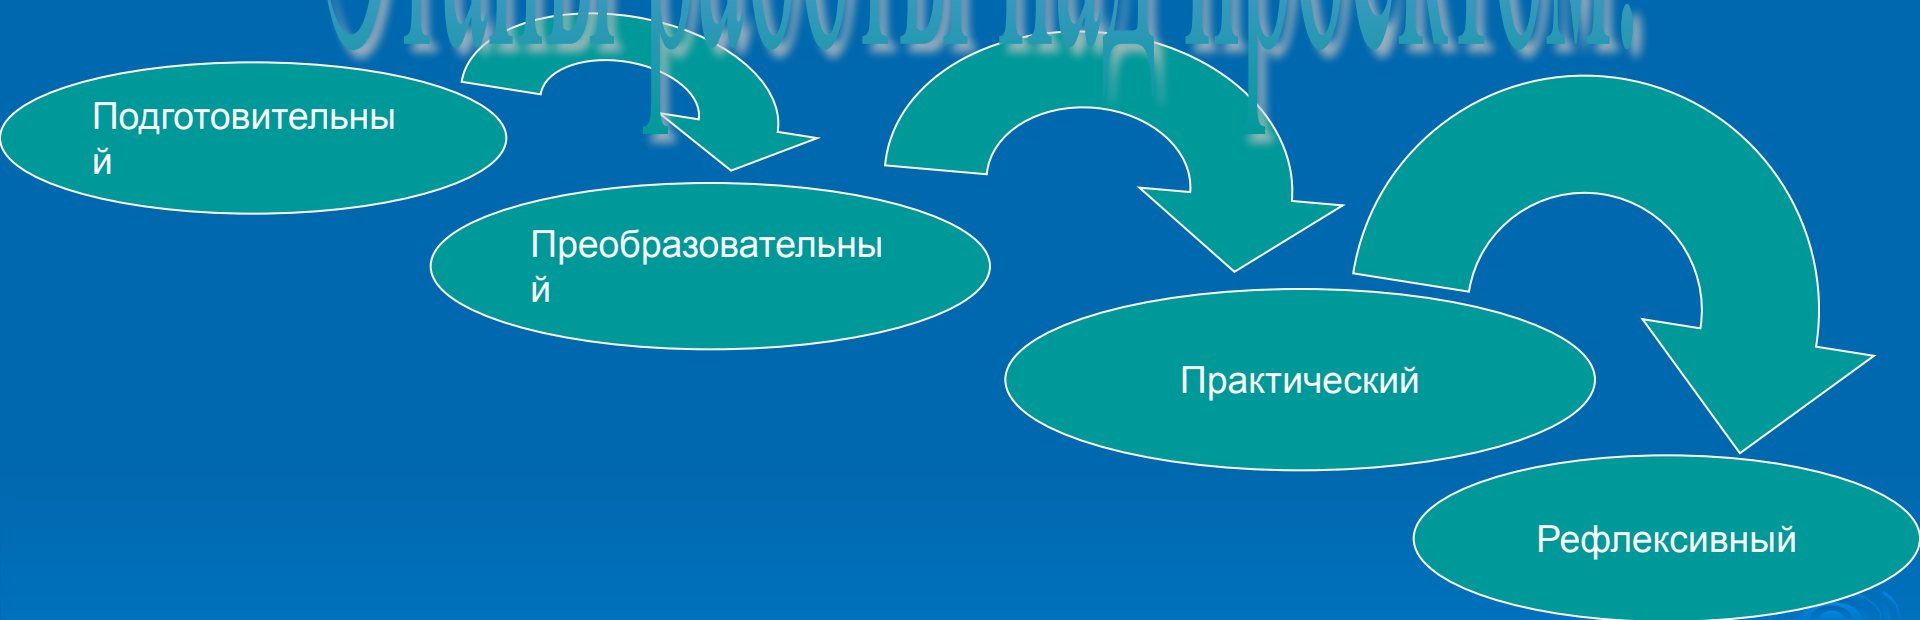 Этапы работы над проектом.
Подготовительны
й
Преобразовательны
й
Практический
Рефлексивный